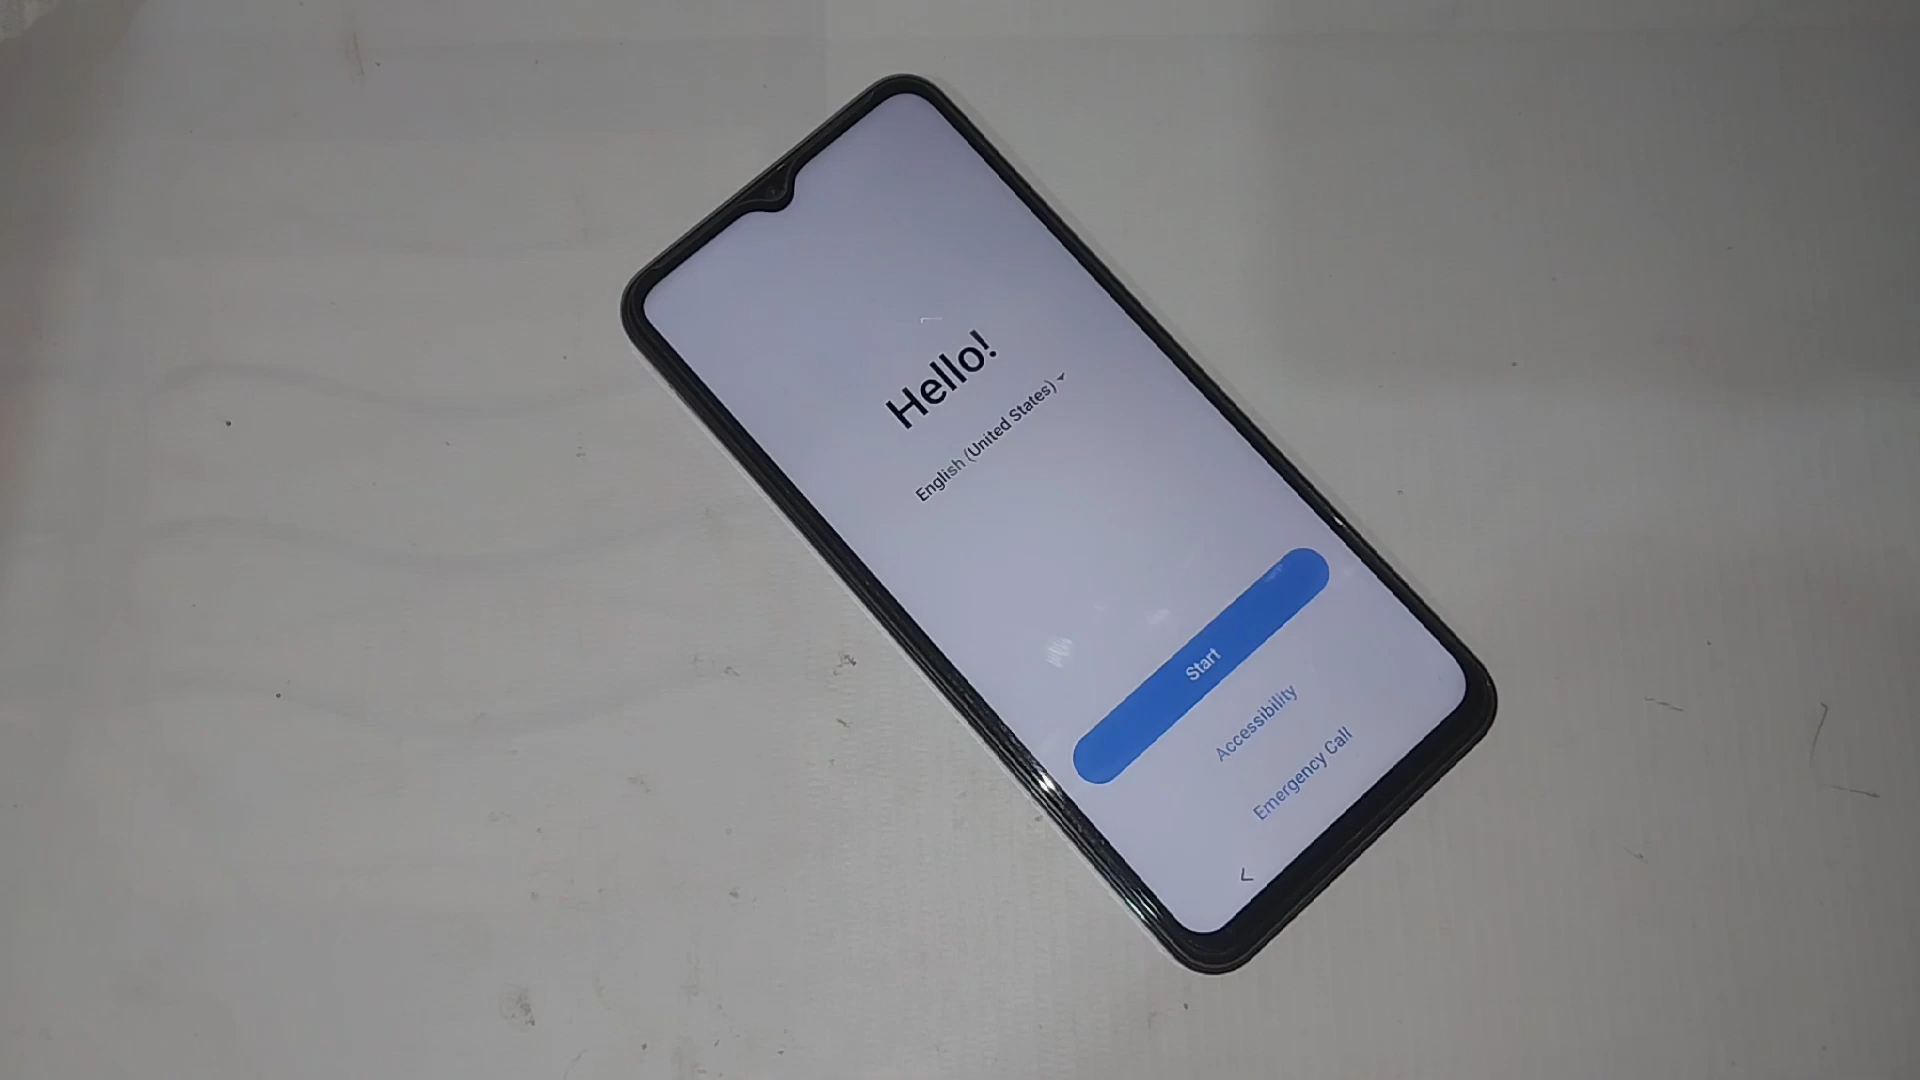 Hello!
English (United States)
Start
Accessibility
Emergency Call